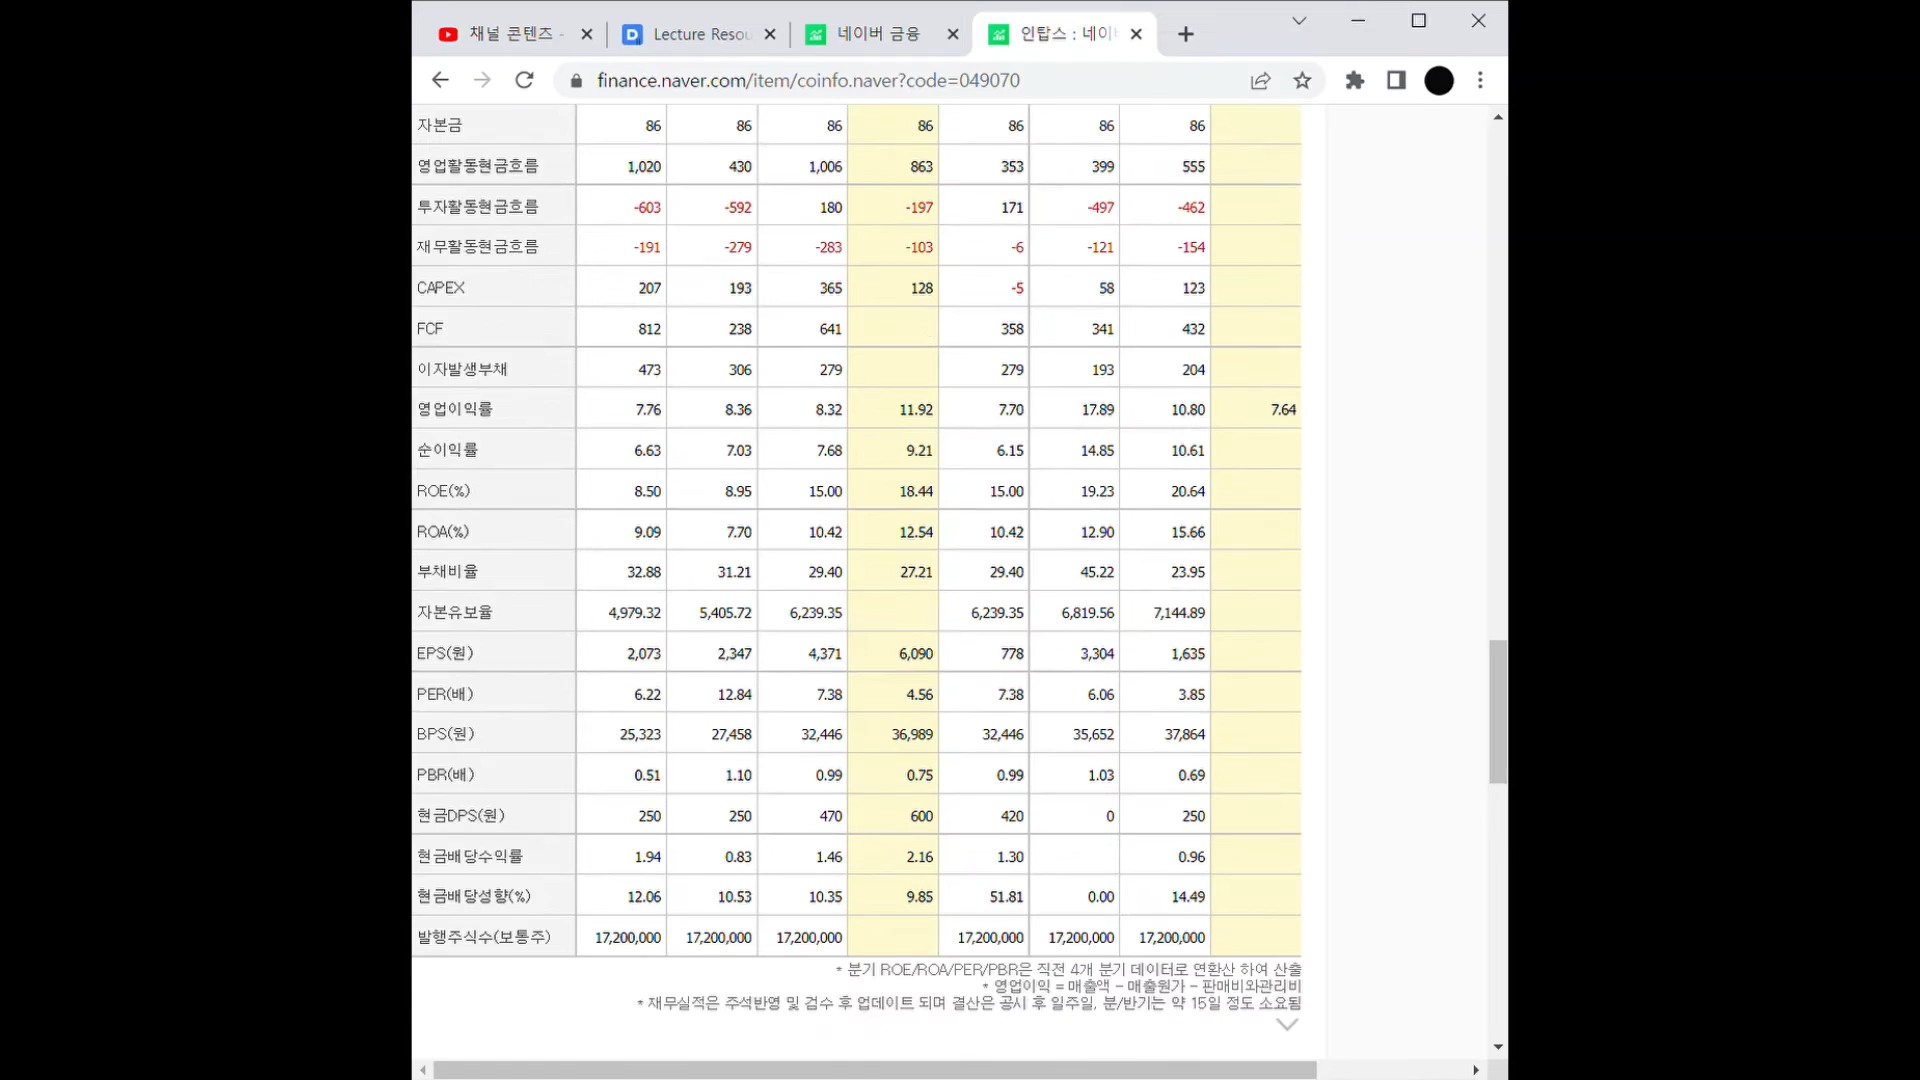 채널 콘텐츠 -
Lecture Resou
네이버 금융
인탑스 : 네이버
finance.naver.com/item/coinfo.naver?code=049070
자본금 86 86 86 86 86 86 86
영업활동현금흐름 1,020 430 1,006 863 353 399 555
투자활동현금흐름 -603 -592 180 -197 171 -497 -462
재무활동현금흐름 -191 -279 -283 -103 -6 -121 -154
CAPEX 207 193 365 128 -5 58 123
FCF 812 238 641 358 341 432
이자발생부채 473 306 279 279 193 204
영업이익률 7.76 8.36 8.32 11.92 7.70 17.89 10.80 7.64
순이익률 6.63 7.03 7.68 9.21 6.15 14.85 10.61
ROE(%) 8.50 8.95 15.00 18.44 15.00 19.23 20.64
ROA(%) 9.09 7.70 10.42 12.54 10.42 12.90 15.66
부채비율 32.88 31.21 29.40 27.21 29.40 45.22 23.95
자본유보율 4,979.32 5,405.72 6,239.35 6,239.35 6,819.56 7,144.89
EPS(원) 2,073 2,347 4,371 6,090 778 3,304 1,635
PER(배) 6.22 12.84 7.38 4.56 7.38 6.06 3.85
BPS(원) 25,323 27,458 32,446 36,989 32,446 35,652 37,864
PBR(배) 0.51 1.10 0.99 0.75 0.99 1.03 0.69
현금DPS(원) 250 250 470 600 420 0 250
현금배당수익률 1.94 0.83 1.46 2.16 1.30 0.96
현금배당성향(%) 12.06 10.53 10.35 9.85 51.81 0.00 14.49
발행주식수(보통주) 17,200,000 17,200,000 17,200,000 17,200,000 17,200,000 17,200,000
* 분기 ROE/ROA/PER/PBR은 직전 4개 분기 데이터로 연환산 하여 산출
* 영업이익 = 매출액 - 매출원가 - 판매비와관리비
* 재무실적은 주석반영 및 검수 후 업데이트 되며 결산은 공시 후 일주일, 분/반기는 약 15일 정도 소요됨